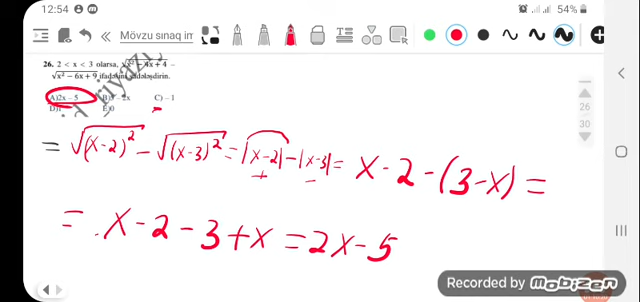 12:54
54%
Mövzu sınaq im
26. 2 < x < 3 olarsa, √x² − 4x + 4 −
√x² − 6x + 9 ifadəsini sadələşdirin.
A)2x − 5 C) − 1
E)0
26
30
= √(x-2)² - √(x-3)² = |x-2| - |x-3| = x - 2 - (3 - x) =
+ −
= x - 2 - 3 + x = 2x - 5
Recorded by mobizen